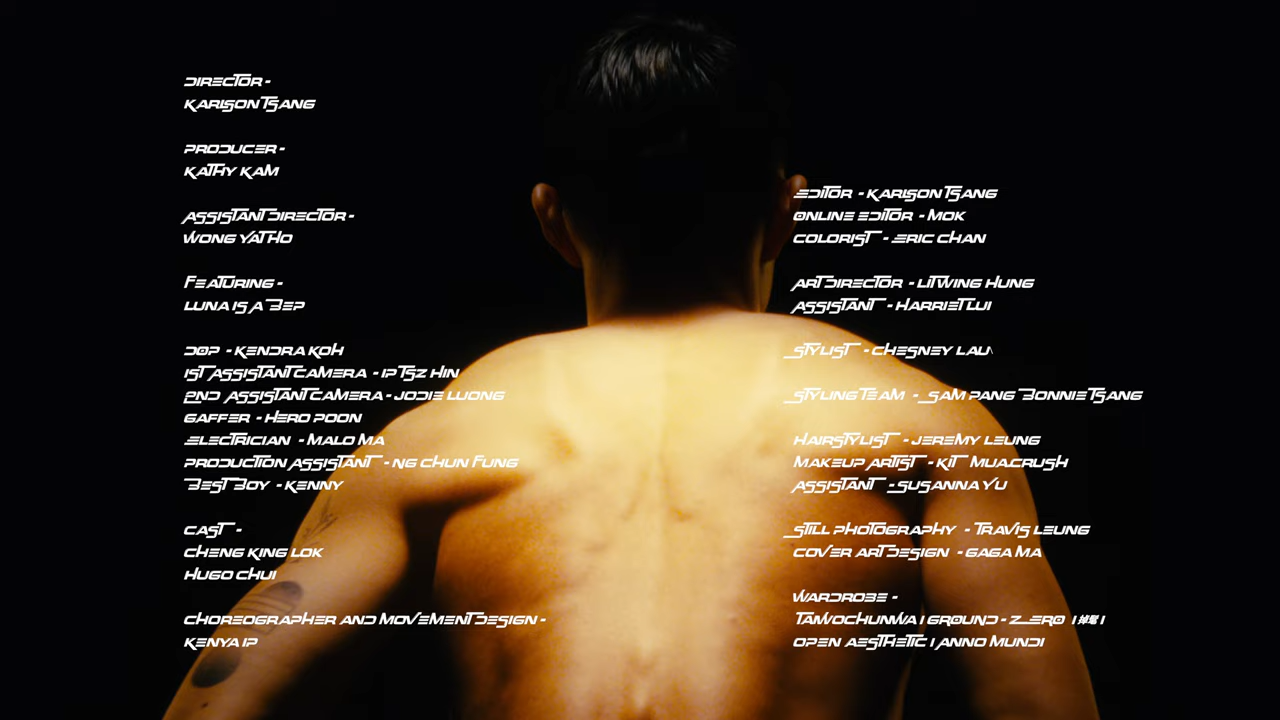 DIRECTOR -
KARLSON TSANG
PRODUCER -
KATHY KAM
ASSISTANT DIRECTOR -
WONG YAT HO
FEATURING -
LUNA IS A BEP
DOP - KENDRA KOH
1ST ASSISTANT CAMERA - IP TSZ HIN
2ND ASSISTANT CAMERA - JODIE LUONG
GAFFER - HERO POON
ELECTRICIAN - MALO MA
PRODUCTION ASSISTANT - NG CHUN FUNG
BEST BOY - KENNY
CAST -
CHENG KING LOK
HUGO CHUI
CHOREOGRAPHER AND MOVEMENT DESIGN -
KENYA IP
EDITOR - KARLSON TSANG
ONLINE EDITOR - MOK
COLORIST - ERIC CHAN
ART DIRECTOR - LITWING HUNG
ASSISTANT - HARRIET LUI
STYLIST - CHESNEY LAU
STYLING TEAM - SAM PANG BONNIE TSANG
HAIRSTYLIST - JEREMY LEUNG
MAKEUP ARTIST - KIT MUACRUSH
ASSISTANT - SUSANNA YU
STILL PHOTOGRAPHY - TRAVIS LEUNG
COVER ART DESIGN - GAGA MA
WARDROBE -
TAIWOCHUNWA | GROUND - Z_ERO |
OPEN AESTHETIC | ANNO MUNDI